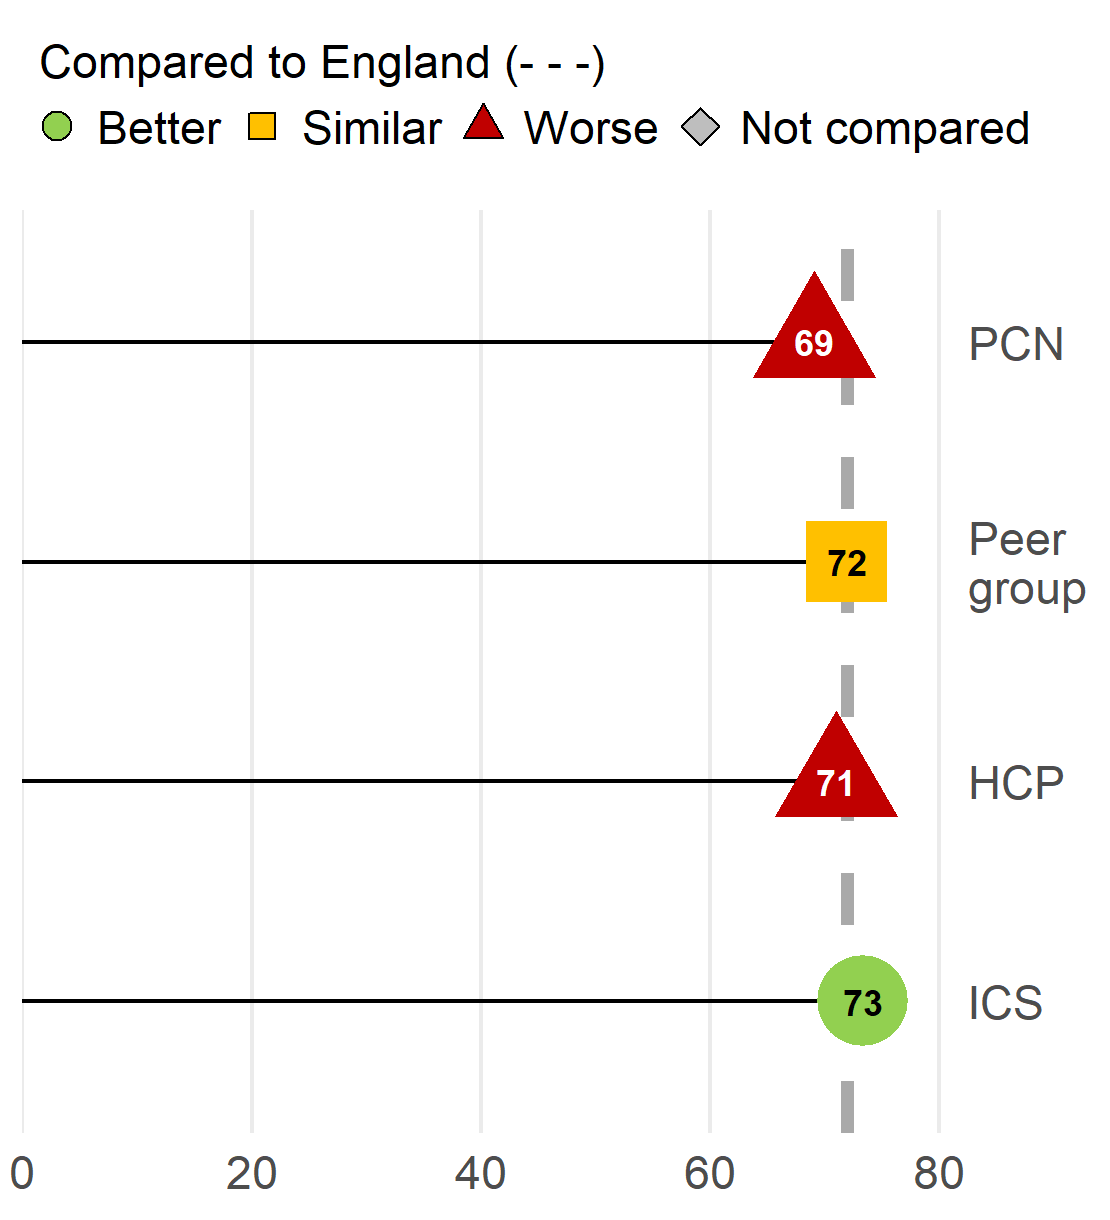 Compared to England (- - -)
Better Similar Worse Not compared
69 PCN
72 Peer
group
71 HCP
73 ICS
0 20 40 60 80